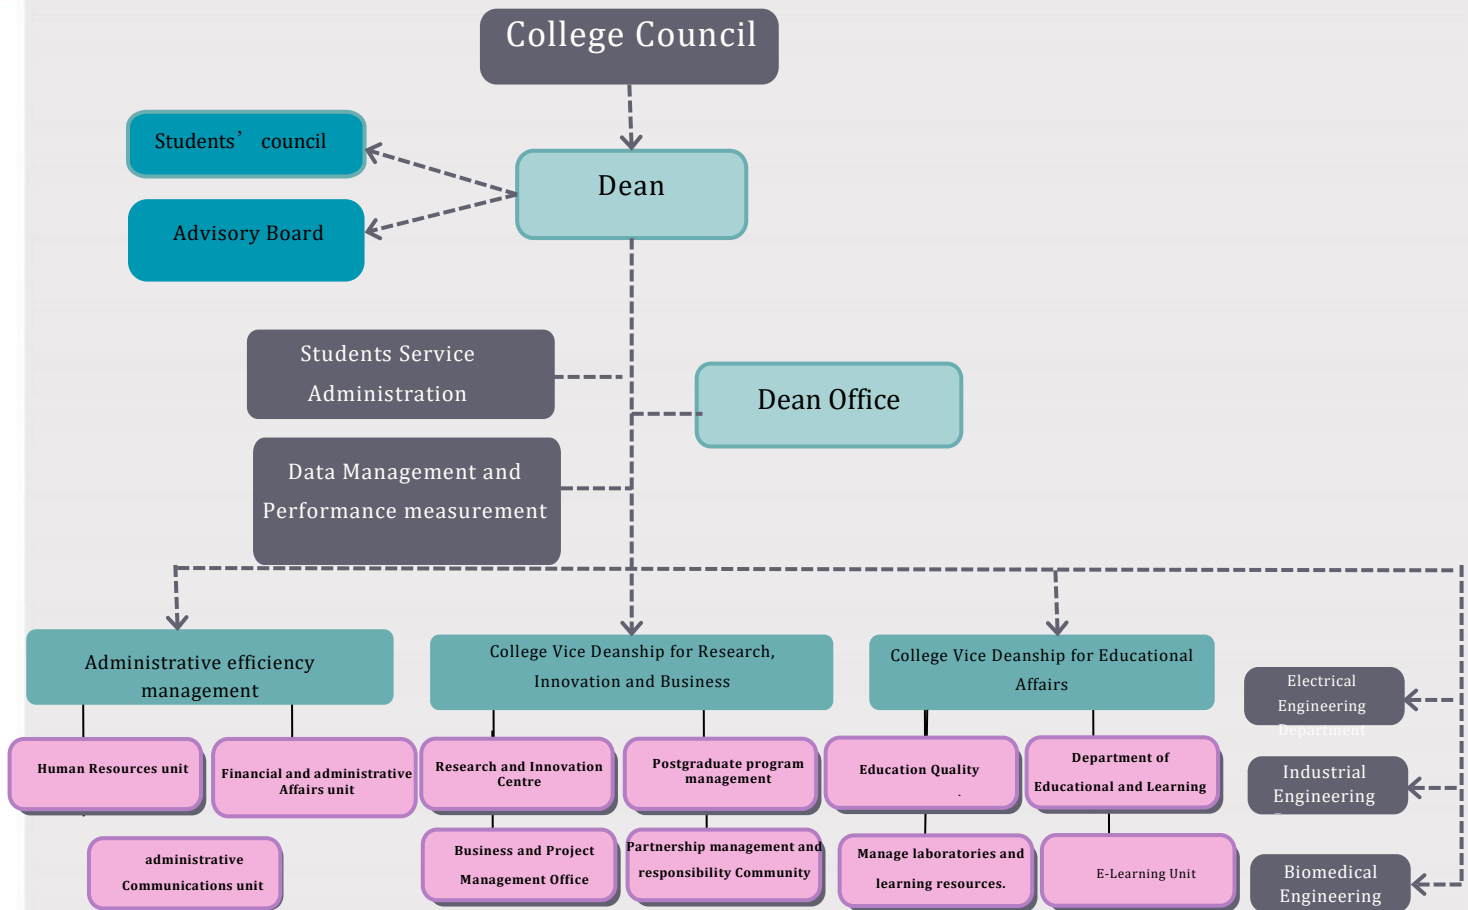 College Council
Students’ council
Dean
Advisory Board
Students Service
Administration
Dean Office
Data Management and
Performance measurement
Administrative efficiency
management
College Vice Deanship for Research,
Innovation and Business
College Vice Deanship for Educational
Affairs
Electrical
Engineering
Department
Human Resources unit
Financial and administrative
Affairs unit
Research and Innovation
Centre
Postgraduate program
management
Education Quality
Department of
Educational and Learning
Industrial
Engineering
administrative
Communications unit
Business and Project
Management Office
Partnership management and
responsibility Community
Manage laboratories and
learning resources.
E-Learning Unit
Biomedical
Engineering